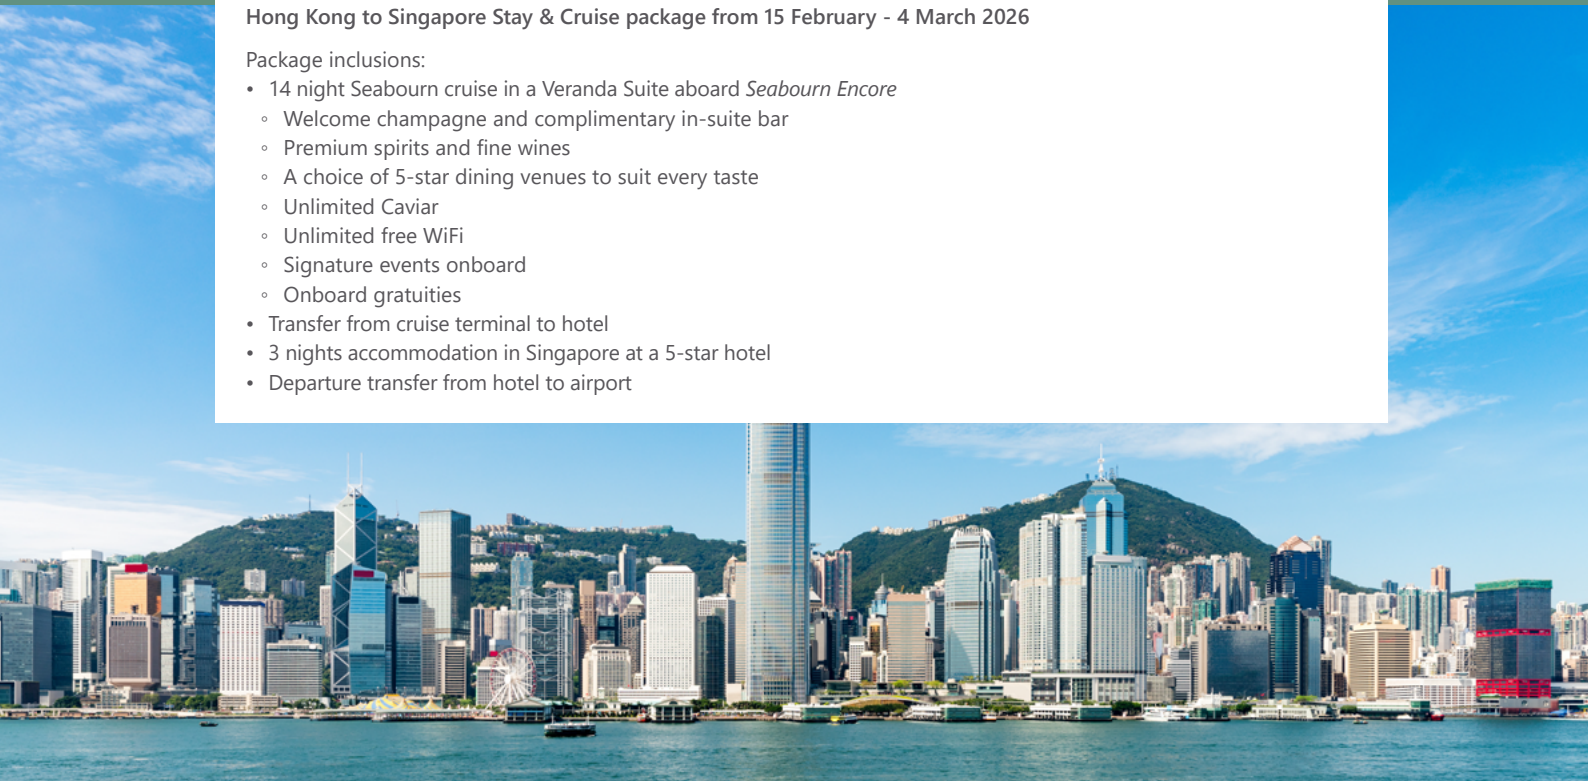 Hong Kong to Singapore Stay & Cruise package from 15 February - 4 March 2026
Package inclusions:
• 14 night Seabourn cruise in a Veranda Suite aboard Seabourn Encore
◦ Welcome champagne and complimentary in-suite bar
◦ Premium spirits and fine wines
◦ A choice of 5-star dining venues to suit every taste
◦ Unlimited Caviar
◦ Unlimited free WiFi
◦ Signature events onboard
◦ Onboard gratuities
• Transfer from cruise terminal to hotel
• 3 nights accommodation in Singapore at a 5-star hotel
• Departure transfer from hotel to airport